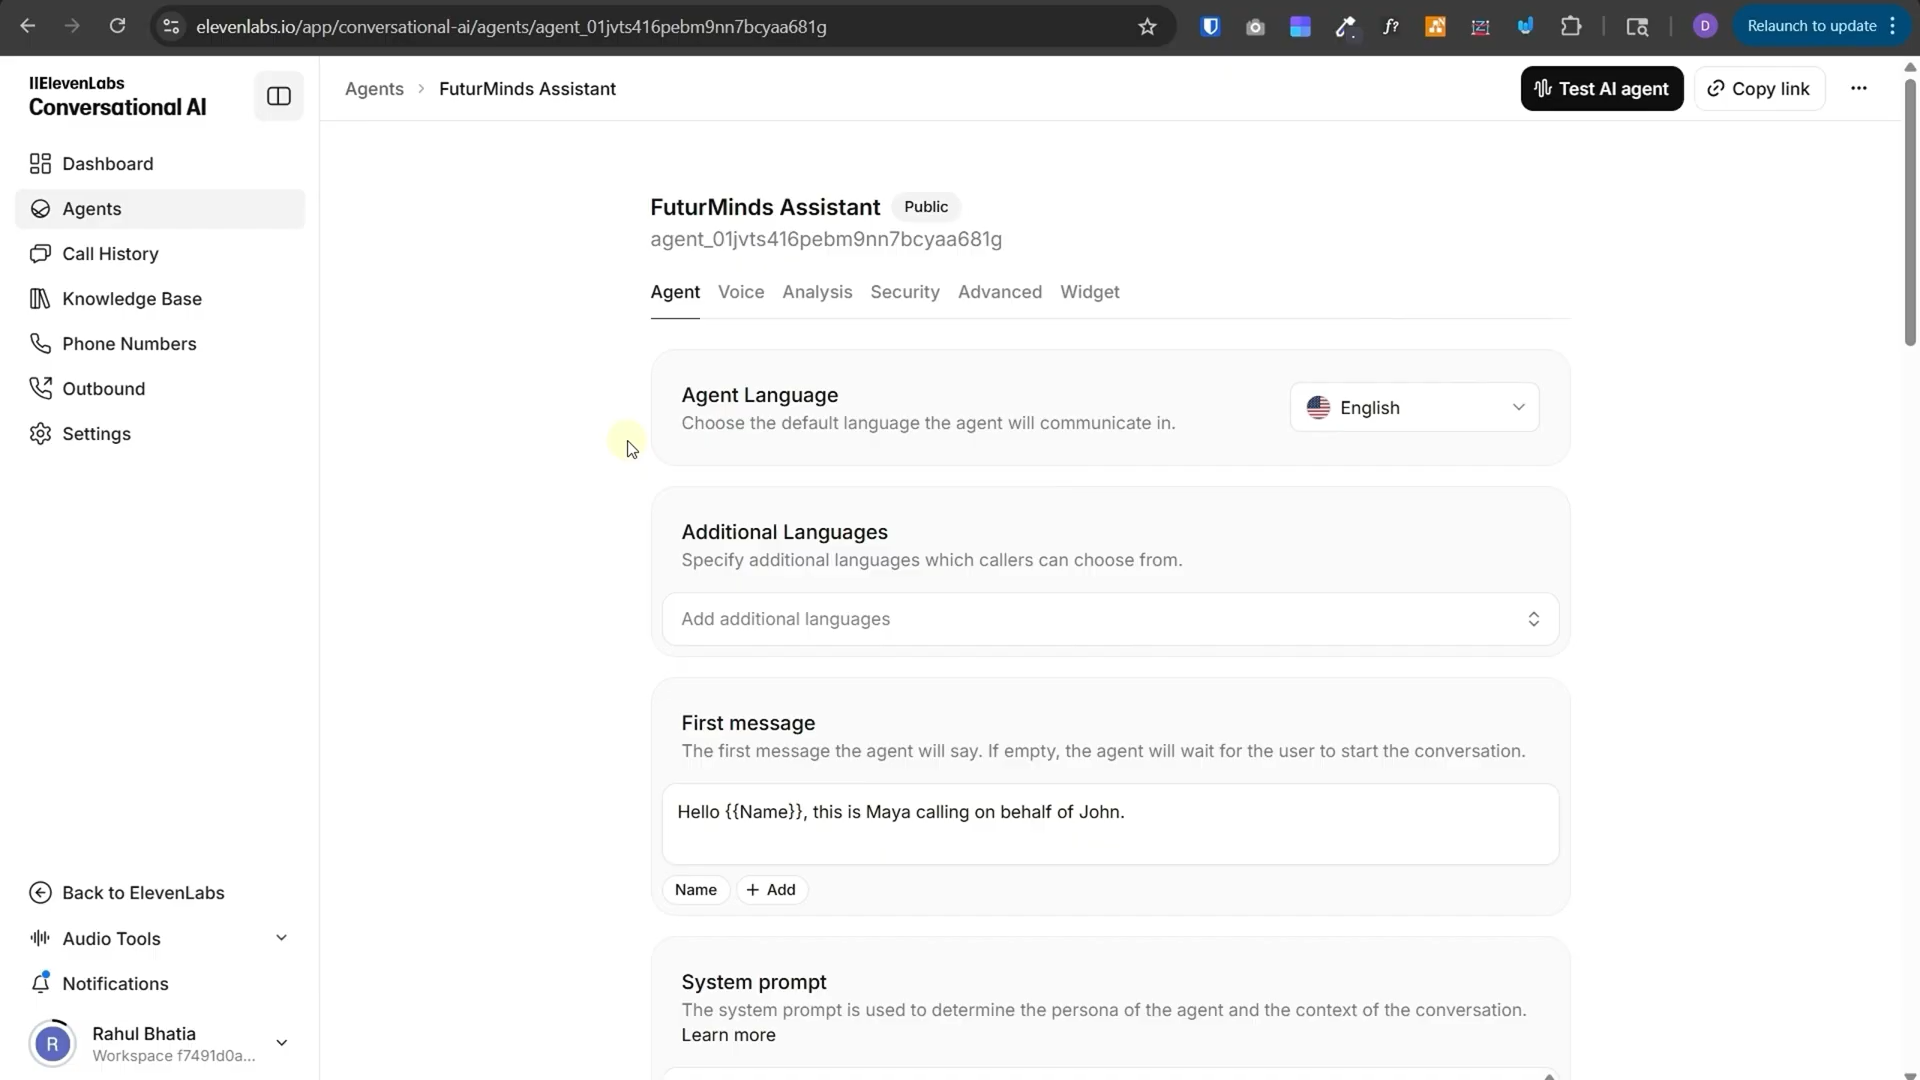 elevenlabs.io/app/conversational-ai/agents/agent_01jvts416pebm9nn7bcyaa681g
f?
D
Relaunch to update
IIElevenLabs
Conversational AI
Dashboard
Agents
Call History
Knowledge Base
Phone Numbers
Outbound
Settings
Back to ElevenLabs
Audio Tools
Notifications
R
Rahul Bhatia
Workspace f7491d0a...
Agents > FuturMinds Assistant
Test AI agent
Copy link
FuturMinds Assistant
Public
agent_01jvts416pebm9nn7bcyaa681g
Agent Voice Analysis Security Advanced Widget
Agent Language
Choose the default language the agent will communicate in.
English
Additional Languages
Specify additional languages which callers can choose from.
Add additional languages
First message
The first message the agent will say. If empty, the agent will wait for the user to start the conversation.
Hello {{Name}}, this is Maya calling on behalf of John.
Name
+ Add
System prompt
The system prompt is used to determine the persona of the agent and the context of the conversation.
Learn more